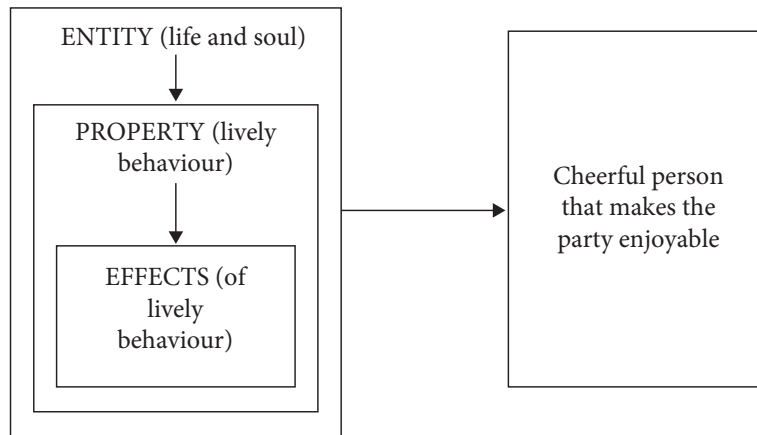 ENTITY (life and soul)
PROPERTY (lively
behaviour)
EFFECTS (of
lively
behaviour)
Cheerful person
that makes the
party enjoyable